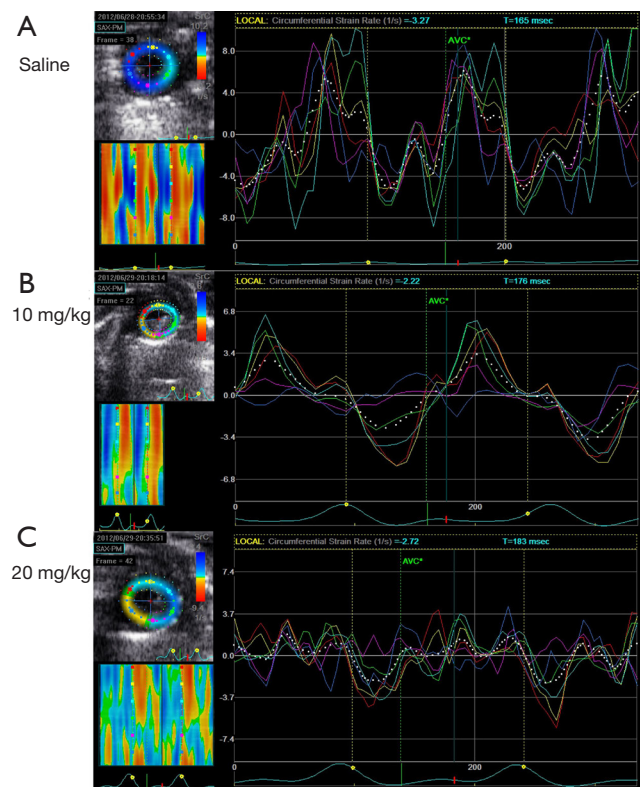 A
Saline
2012/06/28-20:55:34
SAX-PM
Frame = 38
SrC
LOCAL: Circumferential Strain Rate (1/s) =-3.27 T=165 msec
AVC*
8.0
4.0
0.0
-4.0
-8.0
0 200
B
10 mg/kg
2012/06/29-20:18:14
SAX-PM
Frame = 22
SrC
LOCAL: Circumferential Strain Rate (1/s) =-2.22 T=176 msec
AVC*
6.8
3.4
0.0
-3.4
-6.8
0 200
C
20 mg/kg
2012/06/29-20:35:51
SAX-PM
Frame = 42
SrC
LOCAL: Circumferential Strain Rate (1/s) =-2.72 T=183 msec
AVC*
7.4
3.7
0.0
-3.7
-7.4
0 200